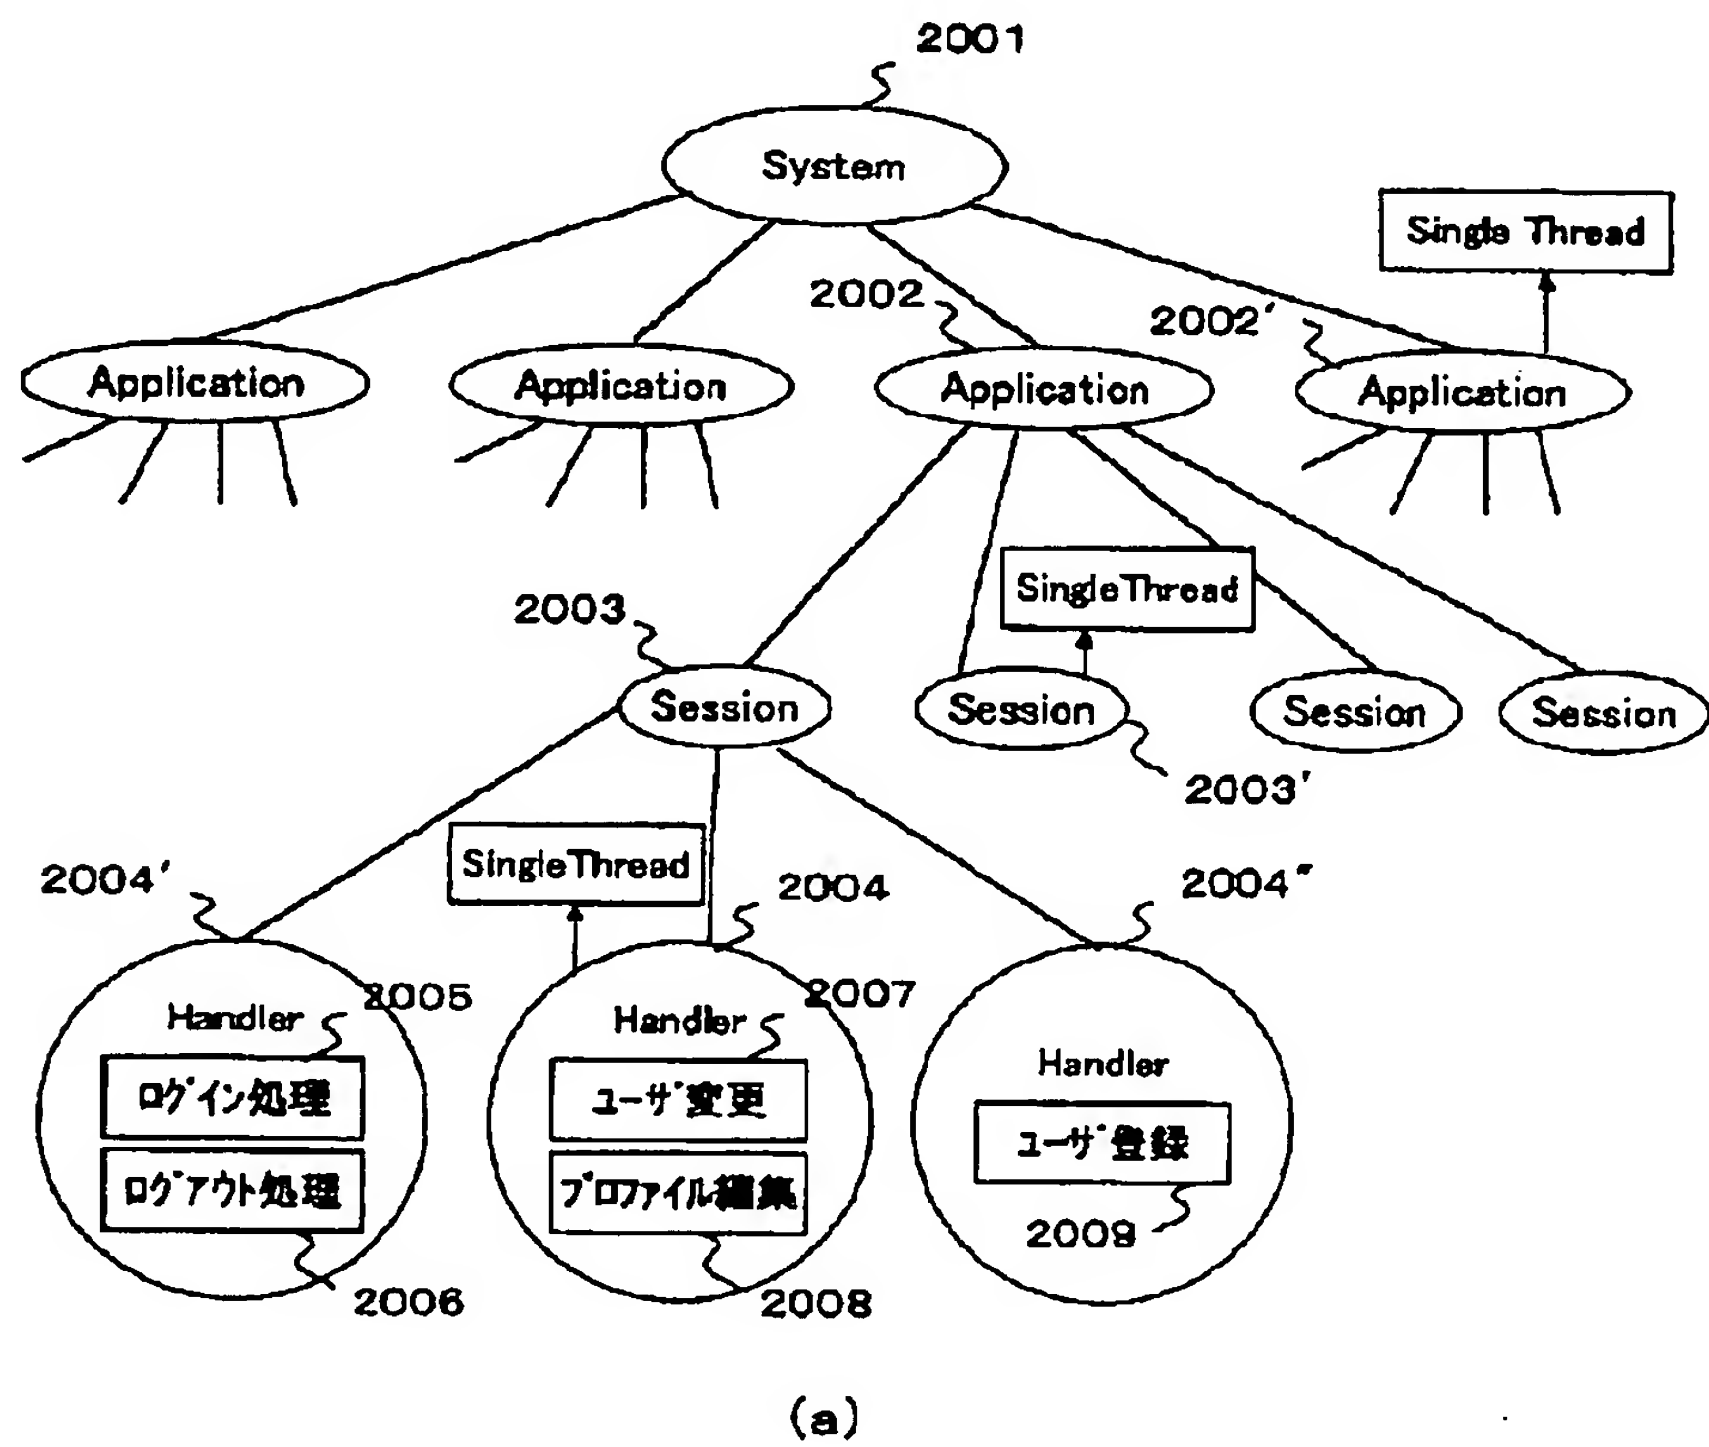 2001
System
Single Thread
2002
2002'
Application
Application
Application
Application
SingleThread
2003
Session
Session
Session
Session
2003'
SingleThread
2004'
2004
2004"
2005
2007
Handler
Handler
Handler
ログイン処理
ユーザ変更
ユーザ登録
ログアウト処理
プロファイル編集
2009
2006
2008
(a)